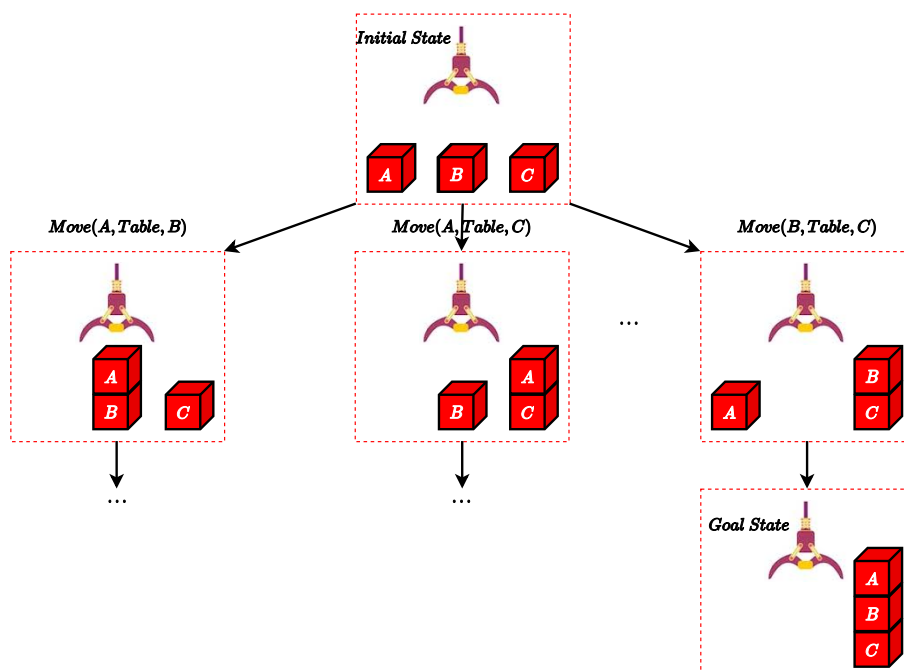 Initial State
A B C
Move(A,Table,B) Move(A,Table,C) Move(B,Table,C)
...
A A B
B C B C A C
... ...
Goal State
A
B
C